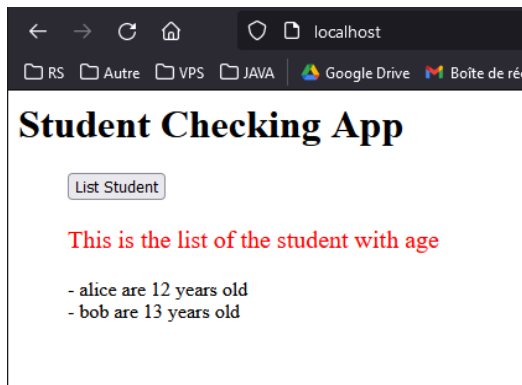 localhost
RS Autre VPS JAVA Google Drive Boîte de
Student Checking App
List Student
This is the list of the student with age
- alice are 12 years old
- bob are 13 years old